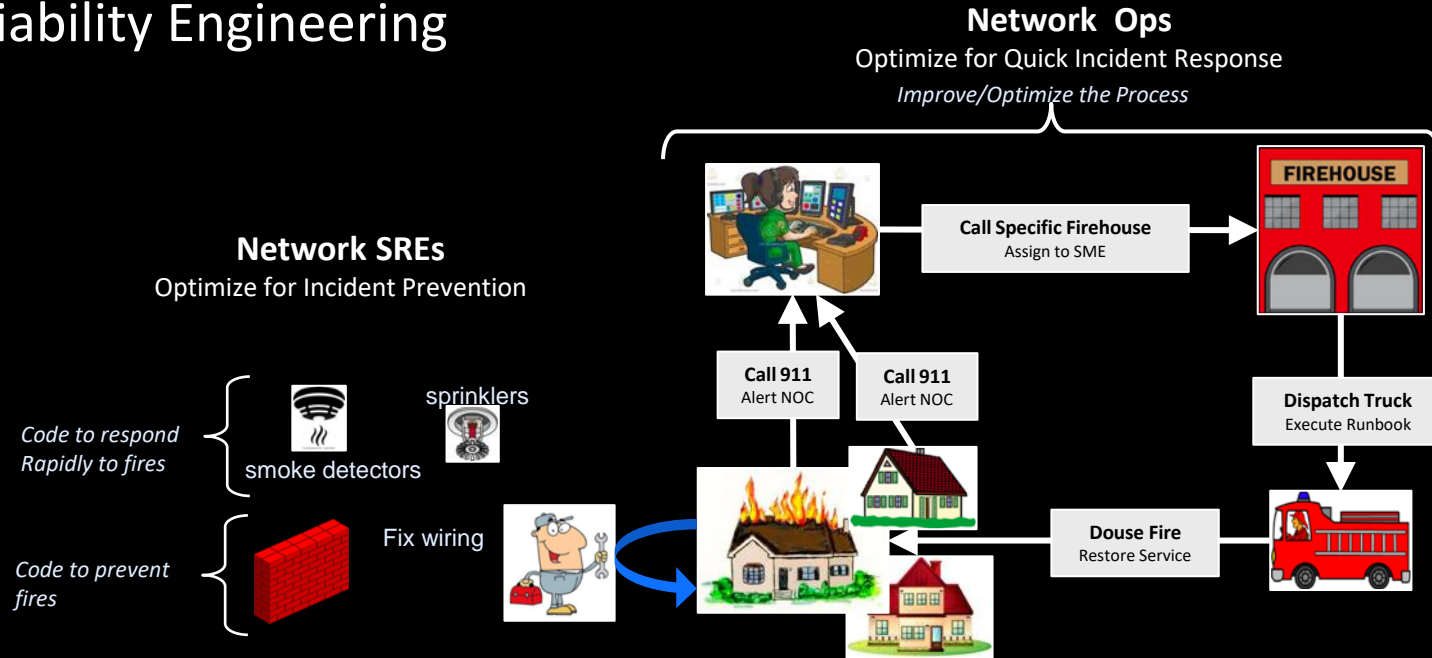 iability Engineering
Network Ops
Optimize for Quick Incident Response
Improve/Optimize the Process
FIREHOUSE
Call Specific Firehouse
Assign to SME
Network SREs
Optimize for Incident Prevention
Call 911
Alert NOC
Call 911
Alert NOC
Dispatch Truck
Execute Runbook
sprinklers
Code to respond
Rapidly to fires
smoke detectors
Fix wiring
Douse Fire
Restore Service
Code to prevent
fires